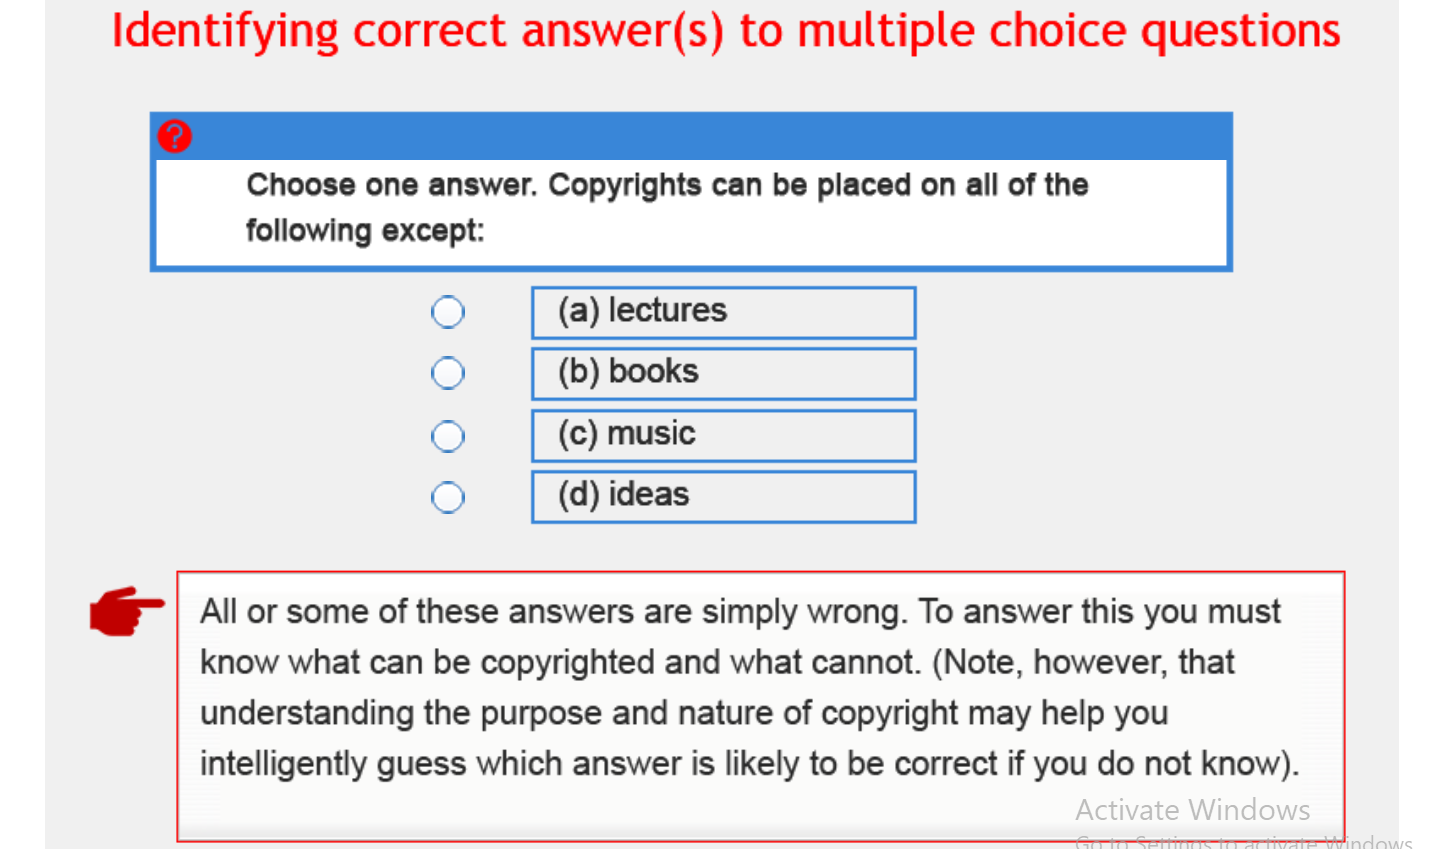 Identifying correct answer(s) to multiple choice questions
?
Choose one answer. Copyrights can be placed on all of the
following except:
(a) lectures
(b) books
(c) music
(d) ideas
All or some of these answers are simply wrong. To answer this you must
know what can be copyrighted and what cannot. (Note, however, that
understanding the purpose and nature of copyright may help you
intelligently guess which answer is likely to be correct if you do not know).
Activate Windows
Go to Settings to activate Windows